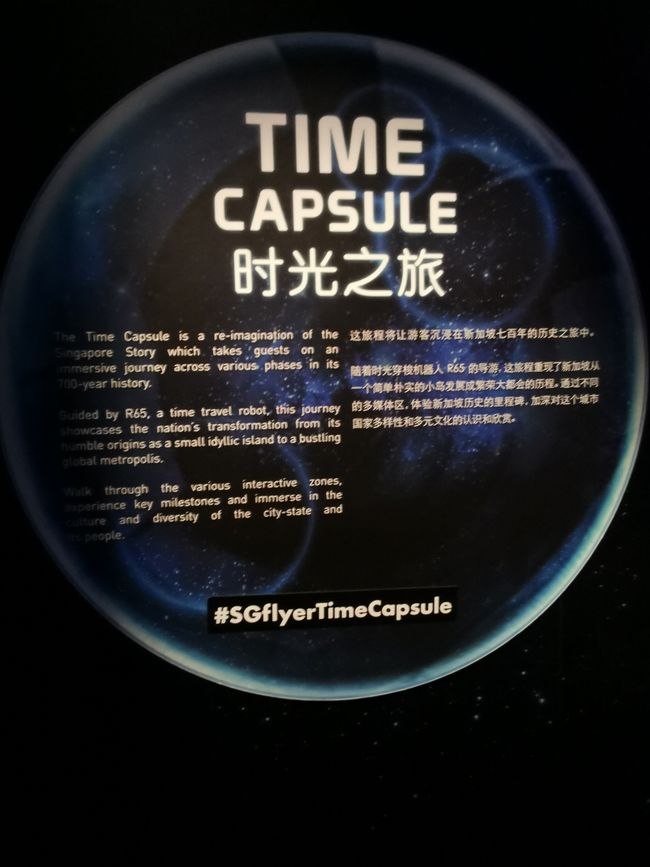 TIME
CAPSULE
时光之旅
The Time Capsule is a re-imagination of the
Singapore Story which takes guests on an
immersive journey across various phases in its
700-year history.
Guided by R65, a time travel robot, this journey
showcases the nation's transformation from its
humble origins as a small idyllic island to a bustling
global metropolis.
Walk through the various interactive zones,
experience key milestones and immerse in the
culture and diversity of the city-state and
its people.
这旅程将让游客沉浸在新加坡七百年的历史之旅中。
随着时光穿梭机器人 R65 的导游, 这旅程重现了新加坡从
一个简单朴实的小岛发展成繁荣大都会的历程。通过不同
的多媒体区, 体验新加坡历史的里程碑, 加深对这个城市
国家多样性和多元文化的认识和欣赏。
#SGflyerTimeCapsule